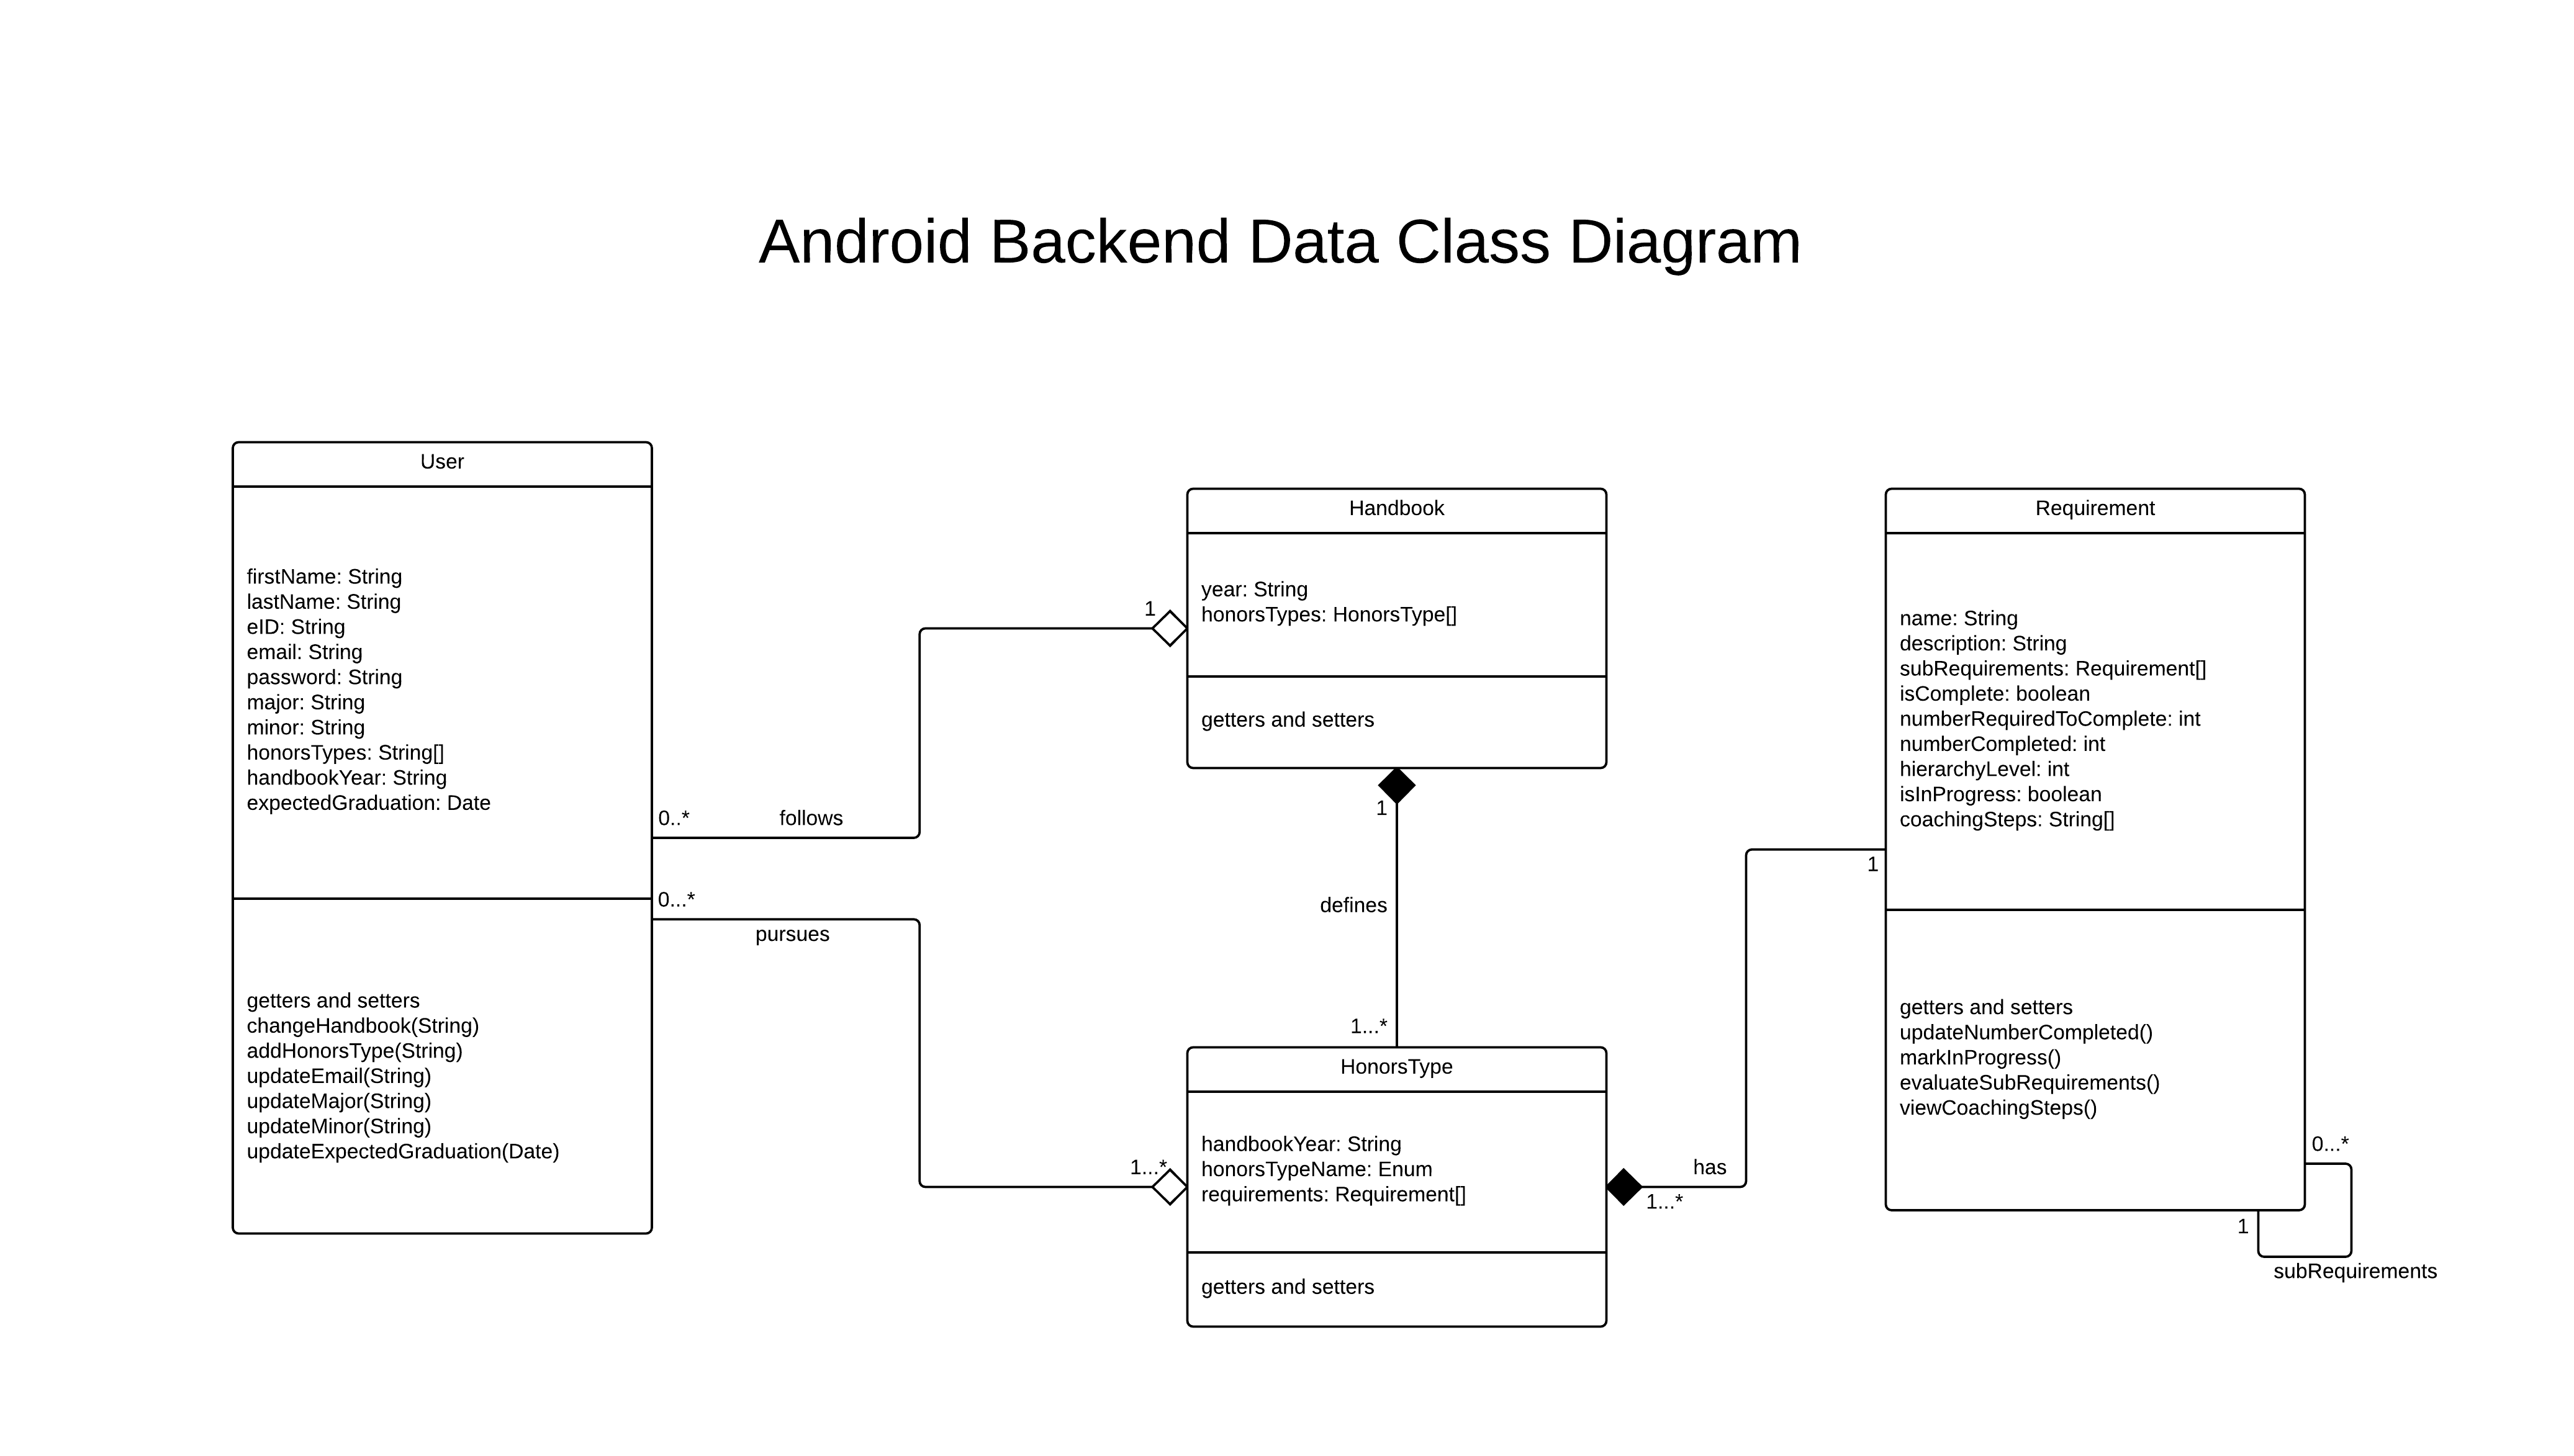 Android Backend Data Class Diagram
User
firstName: String
lastName: String
eID: String
email: String
password: String
major: String
minor: String
honorsTypes: String[]
handbookYear: String
expectedGraduation: Date
getters and setters
changeHandbook(String)
addHonorsType(String)
updateEmail(String)
updateMajor(String)
updateMinor(String)
updateExpectedGraduation(Date)
0..*
follows
1
0...*
pursues
1...*
Handbook
year: String
honorsTypes: HonorsType[]
getters and setters
1
defines
1...*
HonorsType
handbookYear: String
honorsTypeName: Enum
requirements: Requirement[]
getters and setters
has
1...*
1
Requirement
name: String
description: String
subRequirements: Requirement[]
isComplete: boolean
numberRequiredToComplete: int
numberCompleted: int
hierarchyLevel: int
isInProgress: boolean
coachingSteps: String[]
getters and setters
updateNumberCompleted()
markInProgress()
evaluateSubRequirements()
viewCoachingSteps()
0...*
1
subRequirements